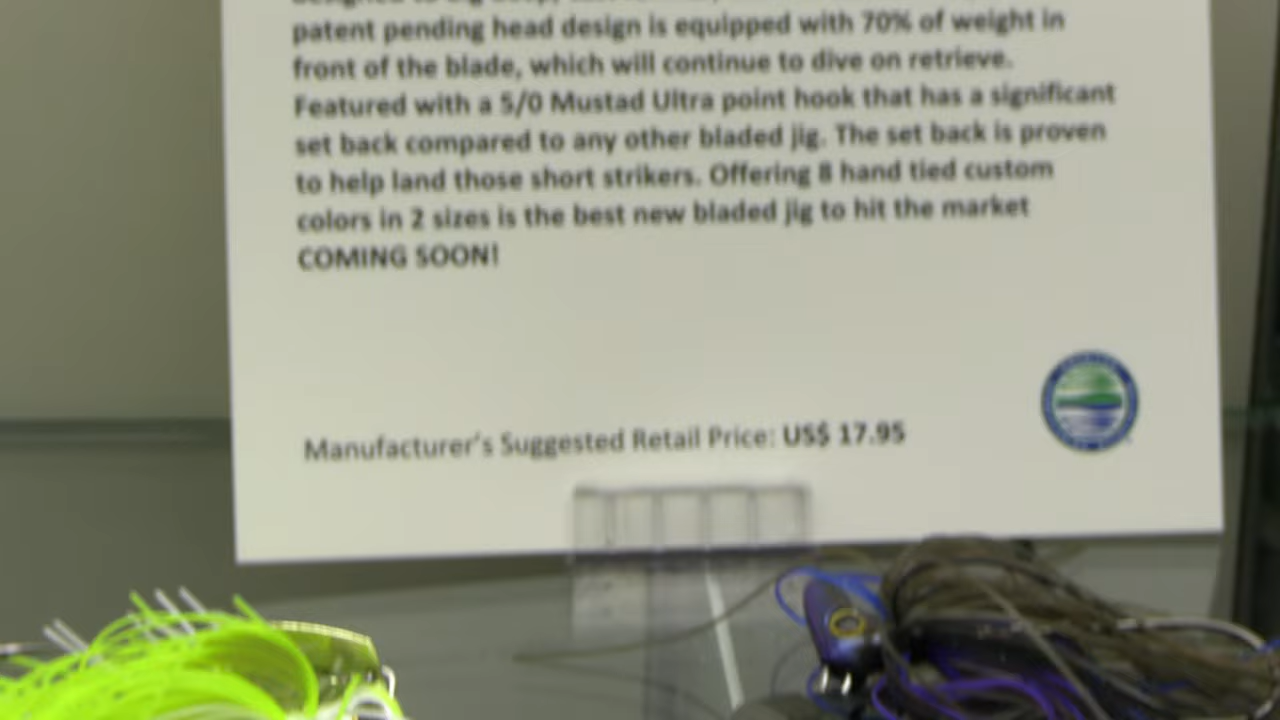 patent pending head design is equipped with 70% of weight in
front of the blade, which will continue to dive on retrieve.
Featured with a 5/0 Mustad Ultra point hook that has a significant
set back compared to any other bladed jig. The set back is proven
to help land those short strikers. Offering 8 hand tied custom
colors in 2 sizes is the best new bladed jig to hit the market
COMING SOON!
Manufacturer's Suggested Retail Price: US$ 17.95